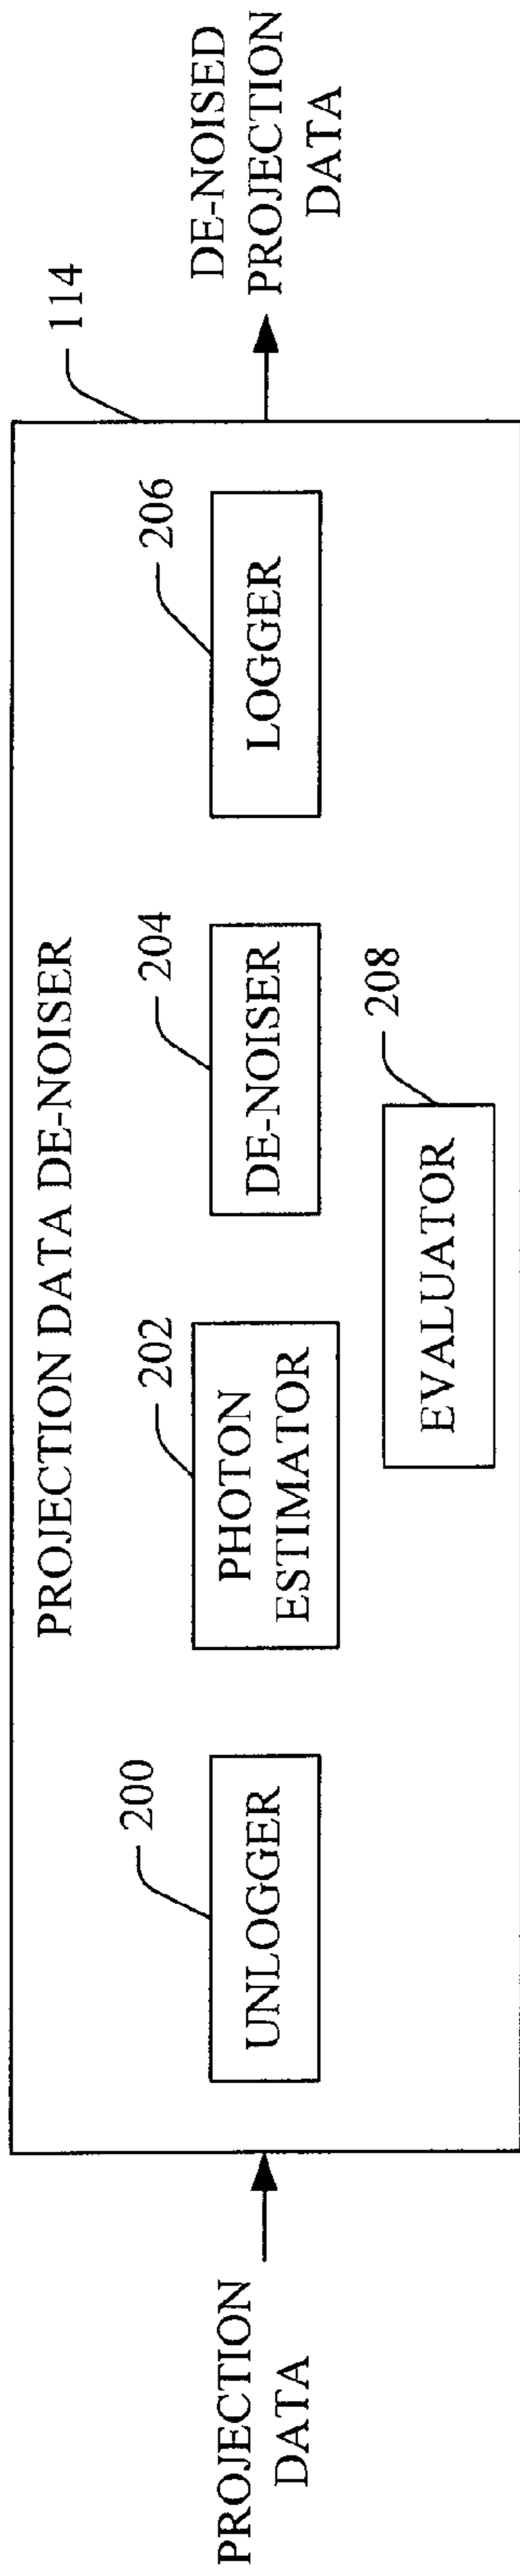 PROJECTION
DATA
PROJECTION DATA DE-NOISER
114
200
UNLOGGER
202
PHOTON
ESTIMATOR
204
DE-NOISER
206
LOGGER
208
EVALUATOR
DE-NOISED
PROJECTION
DATA